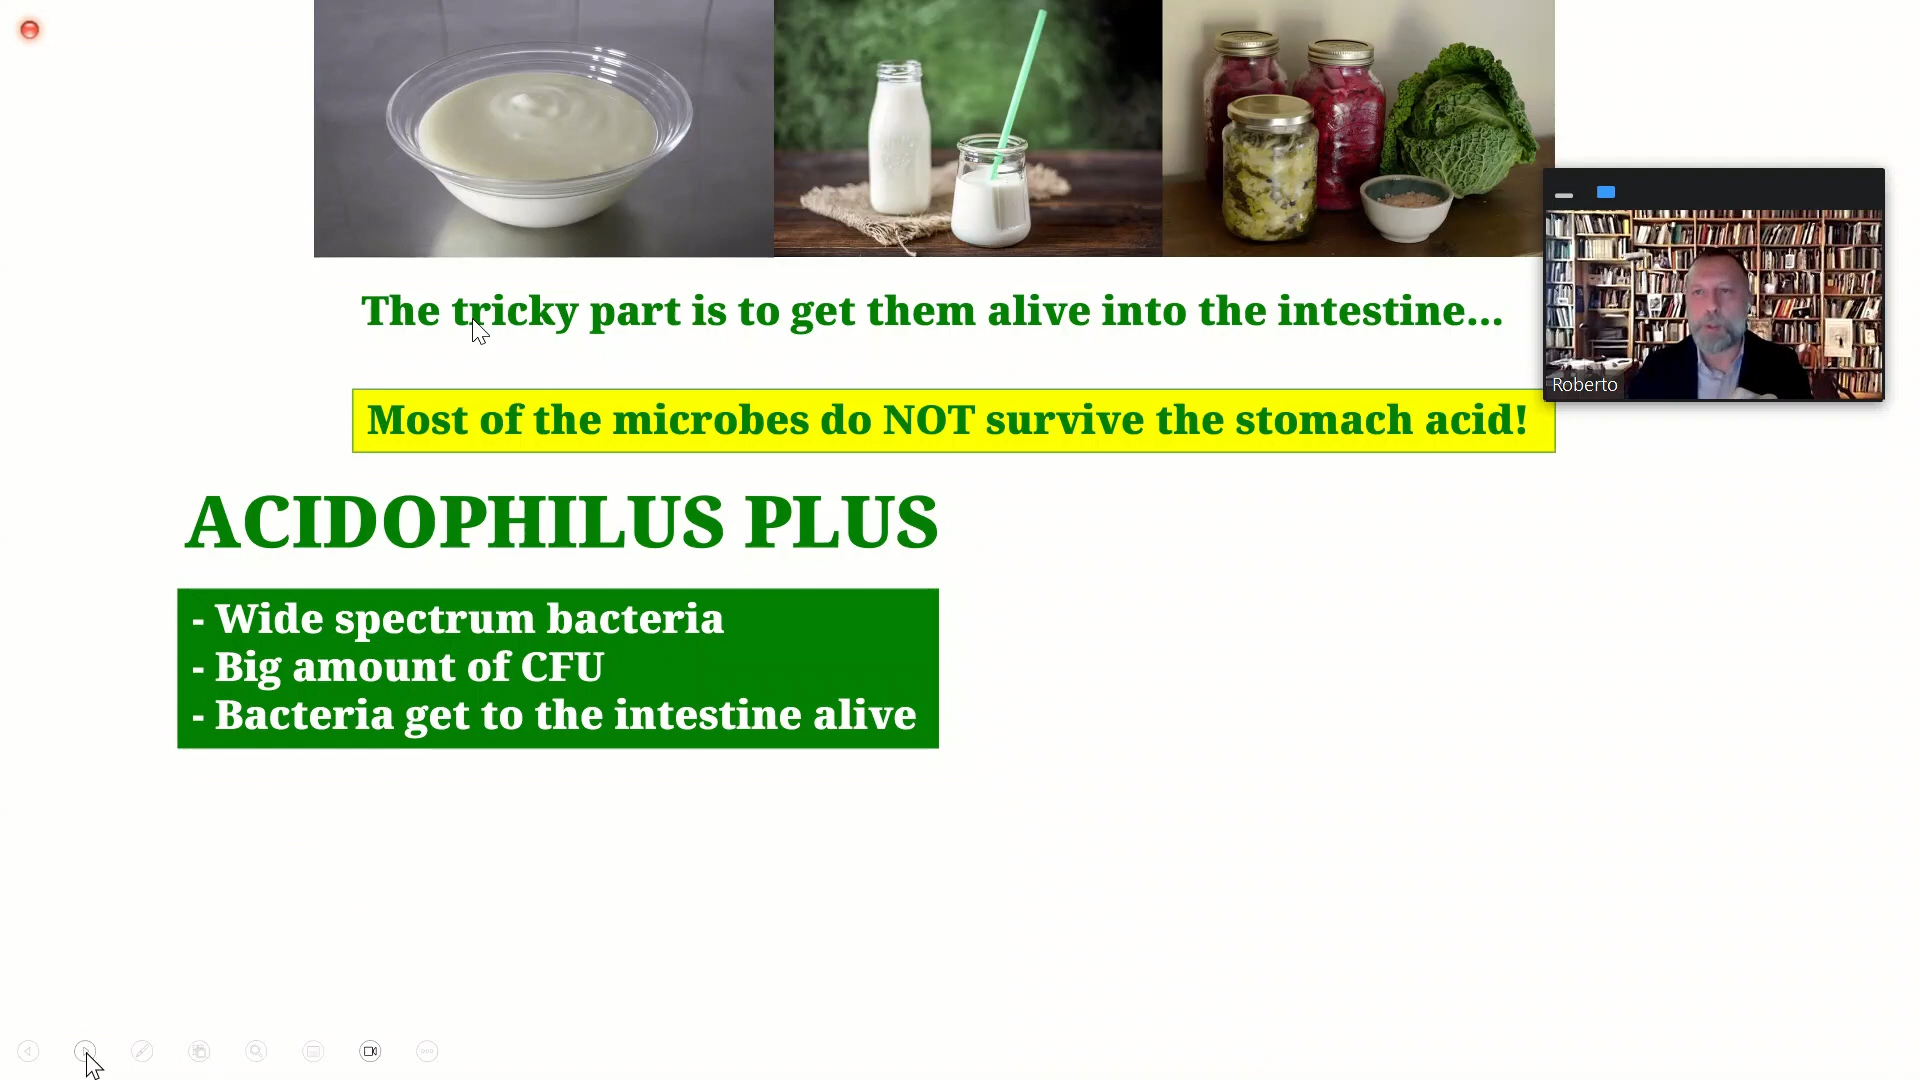 The tricky part is to get them alive into the intestine...
Roberto
Most of the microbes do NOT survive the stomach acid!
ACIDOPHILUS PLUS
- Wide spectrum bacteria
- Big amount of CFU
- Bacteria get to the intestine alive